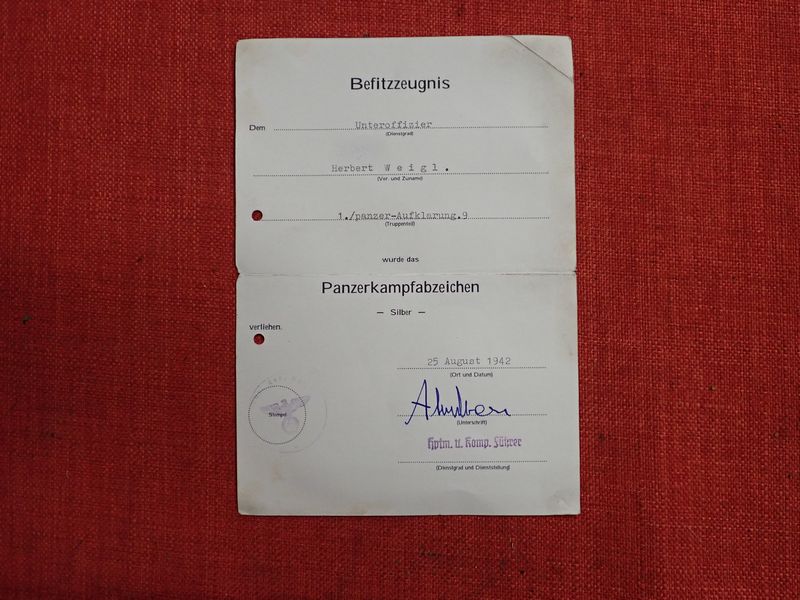 Befitzzeugnis
Dem Unteroffizier
(Dienstgrad)
Herbert Weigl.
(Vor. und Zuname)
1./panzer-Aufklarung.9
(Truppenteil)
wurde das
Panzerkampfabzeichen
— Silber —
verliehen.
25 August 1942
(Ort und Datum)
Stempel
(Unterschrift)
Hptm. u. Komp. Führer
(Dienstgrad und Dienststellung)